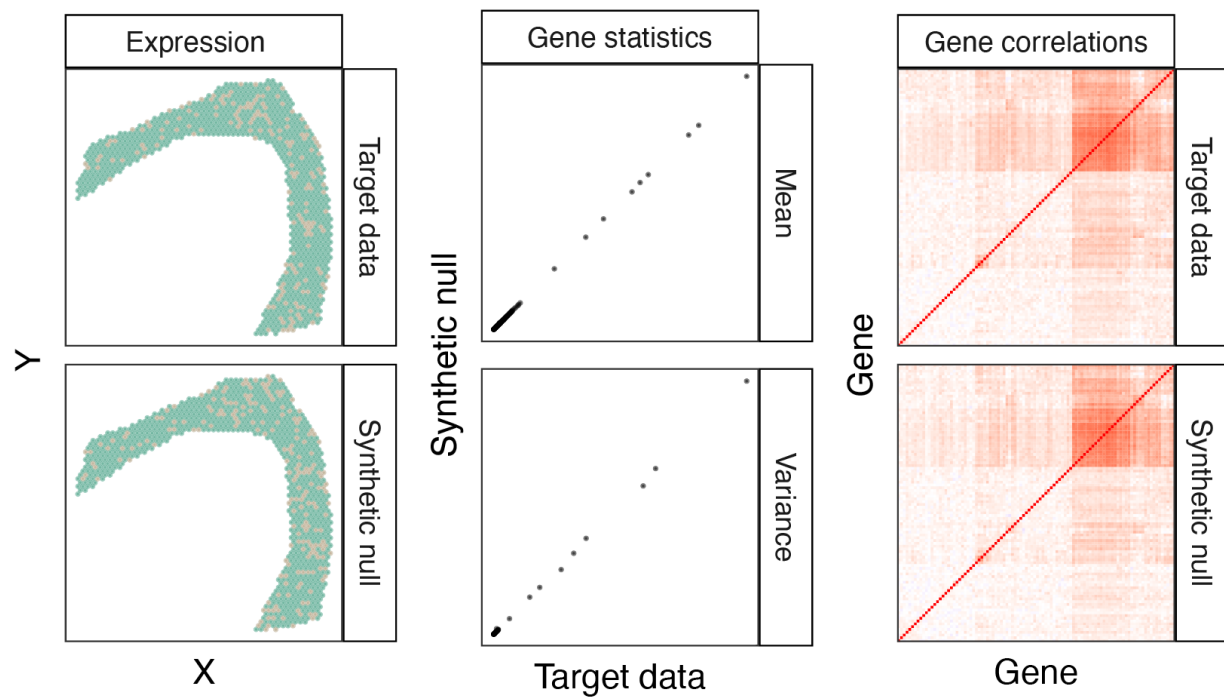 Expression
Target data
Synthetic null
Y
X
Gene statistics
Mean
Variance
Synthetic null
Target data
Gene correlations
Target data
Synthetic null
Gene
Gene